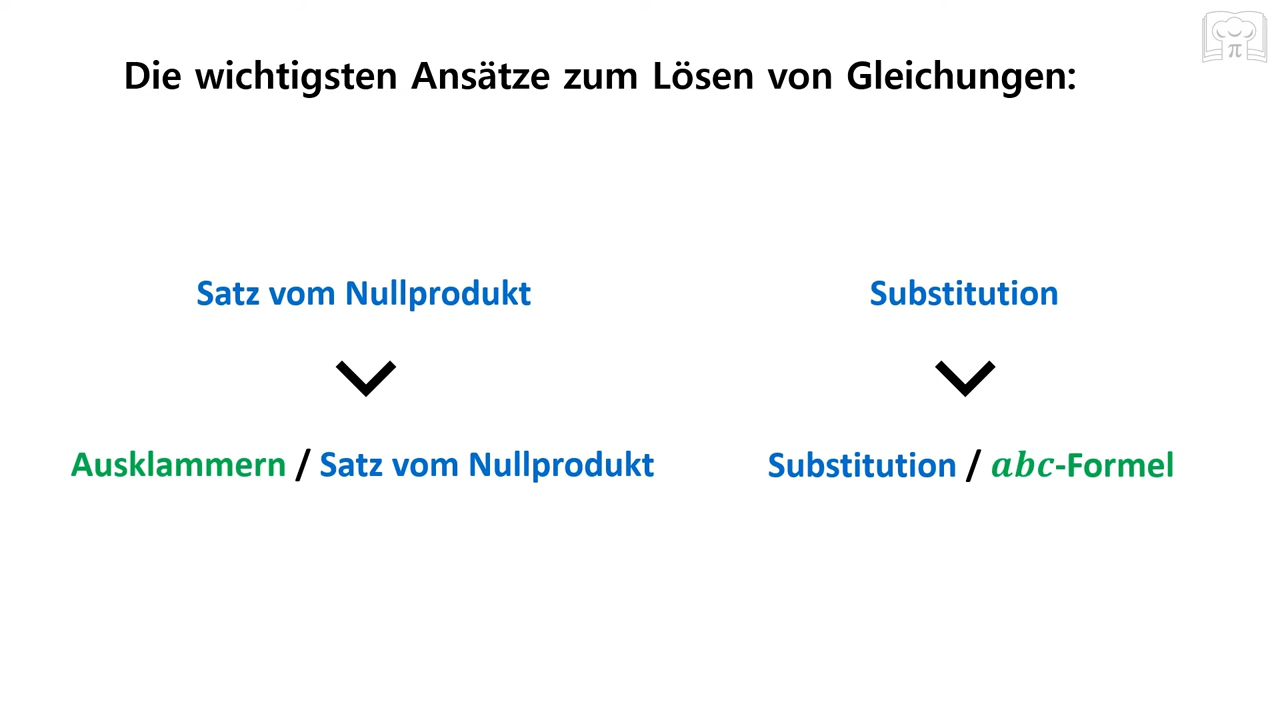 Die wichtigsten Ansätze zum Lösen von Gleichungen:
Satz vom Nullprodukt
Substitution
Ausklammern / Satz vom Nullprodukt
Substitution / abc-Formel
π